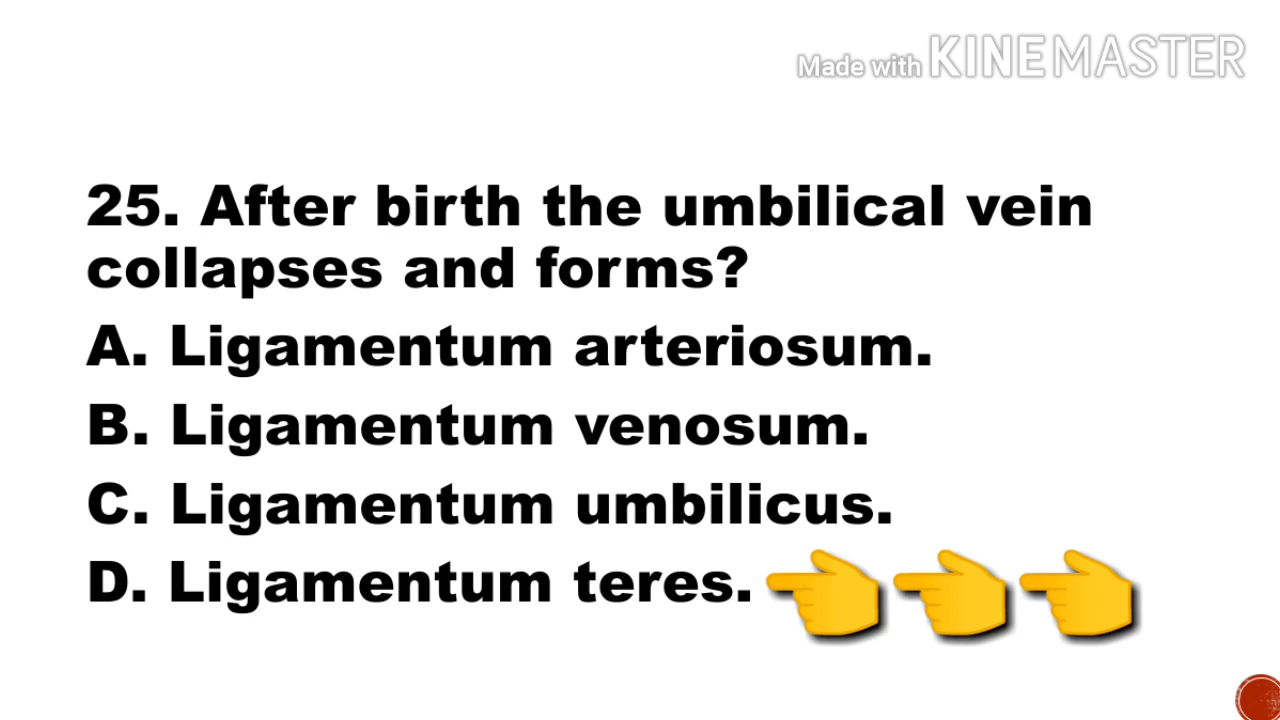 Made with KINEMASTER
25. After birth the umbilical vein
collapses and forms?
A. Ligamentum arteriosum.
B. Ligamentum venosum.
C. Ligamentum umbilicus.
D. Ligamentum teres.